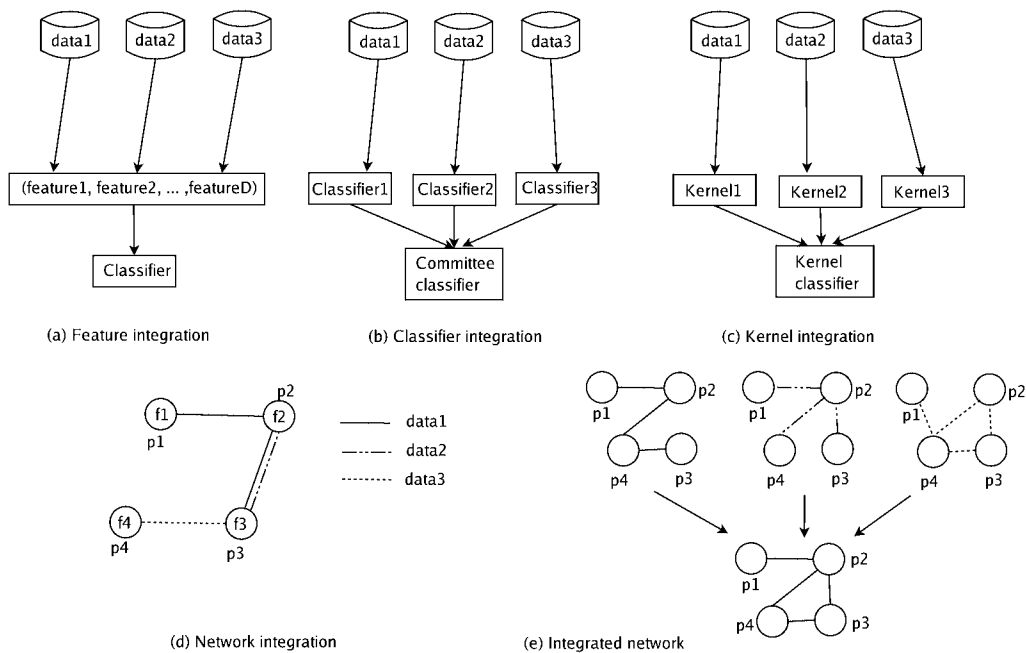 data1 data2 data3
data1 data2 data3
data1 data2 data3
(feature1, feature2, ... ,featureD)
Classifier
Classifier1 Classifier2 Classifier3
Committee
classifier
Kernel1 Kernel2 Kernel3
Kernel
classifier
(a) Feature integration
(b) Classifier integration
(c) Kernel integration
p2
f1 f2
p1
f4 f3
p4
p3
data1
data2
data3
p1 p2
p4 p3
p1 p2
p4 p3
p1 p2
p4 p3
p1 p2
p4 p3
(d) Network integration
(e) Integrated network